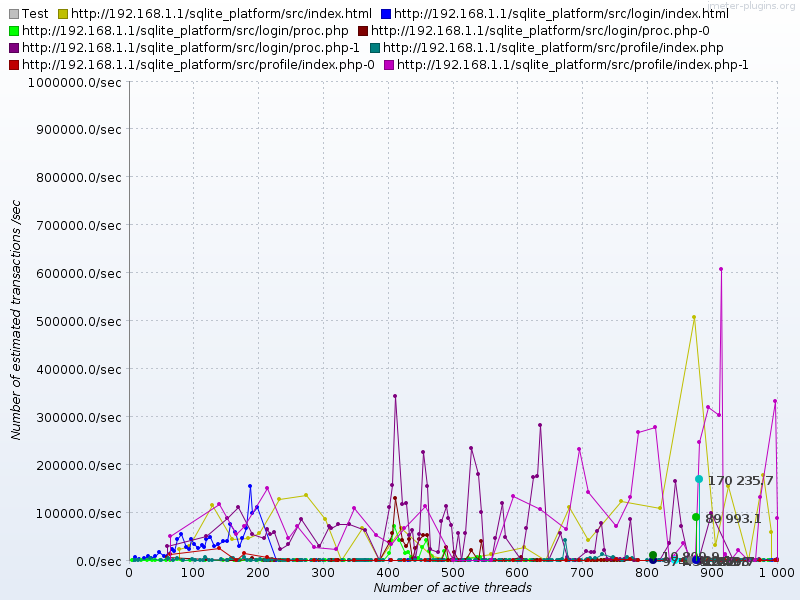 jmeter-plugins.org
Test http://192.168.1.1/sqlite_platform/src/index.html http://192.168.1.1/sqlite_platform/src/login/index.html
http://192.168.1.1/sqlite_platform/src/login/proc.php http://192.168.1.1/sqlite_platform/src/login/proc.php-0
http://192.168.1.1/sqlite_platform/src/login/proc.php-1 http://192.168.1.1/sqlite_platform/src/profile/index.php
http://192.168.1.1/sqlite_platform/src/profile/index.php-0 http://192.168.1.1/sqlite_platform/src/profile/index.php-1
1000000.0/sec
900000.0/sec
800000.0/sec
700000.0/sec
600000.0/sec
500000.0/sec
400000.0/sec
300000.0/sec
200000.0/sec
100000.0/sec
0.0/sec
Number of estimated transactions /sec
170 235.7
89 993.1
0 100 200 300 400 500 600 700 800 900 1 000
Number of active threads